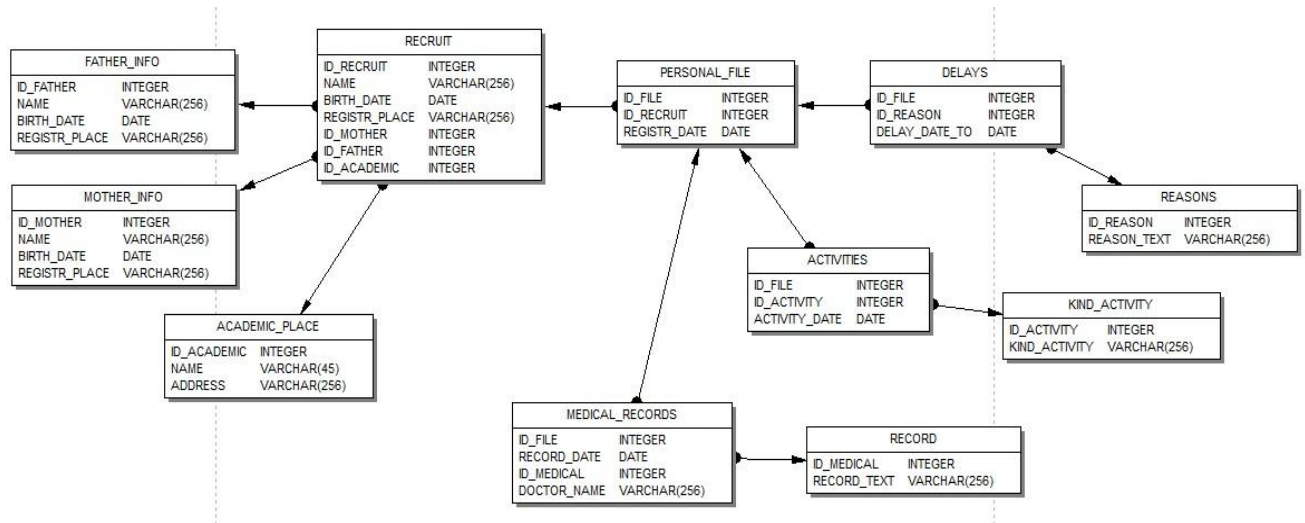 FATHER_INFO
ID_FATHER INTEGER
NAME VARCHAR(256)
BIRTH_DATE DATE
REGISTR_PLACE VARCHAR(256)
MOTHER_INFO
ID_MOTHER INTEGER
NAME VARCHAR(256)
BIRTH_DATE DATE
REGISTR_PLACE VARCHAR(256)
RECRUIT
ID_RECRUIT INTEGER
NAME VARCHAR(256)
BIRTH_DATE DATE
REGISTR_PLACE VARCHAR(256)
ID_MOTHER INTEGER
ID_FATHER INTEGER
ID_ACADEMIC INTEGER
ACADEMIC_PLACE
ID_ACADEMIC INTEGER
NAME VARCHAR(45)
ADDRESS VARCHAR(256)
PERSONAL_FILE
ID_FILE INTEGER
ID_RECRUIT INTEGER
REGISTR_DATE DATE
DELAYS
ID_FILE INTEGER
ID_REASON INTEGER
DELAY_DATE_TO DATE
REASONS
ID_REASON INTEGER
REASON_TEXT VARCHAR(256)
ACTIVITIES
ID_FILE INTEGER
ID_ACTIVITY INTEGER
ACTIVITY_DATE DATE
KIND_ACTIVITY
ID_ACTIVITY INTEGER
KIND_ACTIVITY VARCHAR(256)
MEDICAL_RECORDS
ID_FILE INTEGER
RECORD_DATE DATE
ID_MEDICAL INTEGER
DOCTOR_NAME VARCHAR(256)
RECORD
ID_MEDICAL INTEGER
RECORD_TEXT VARCHAR(256)